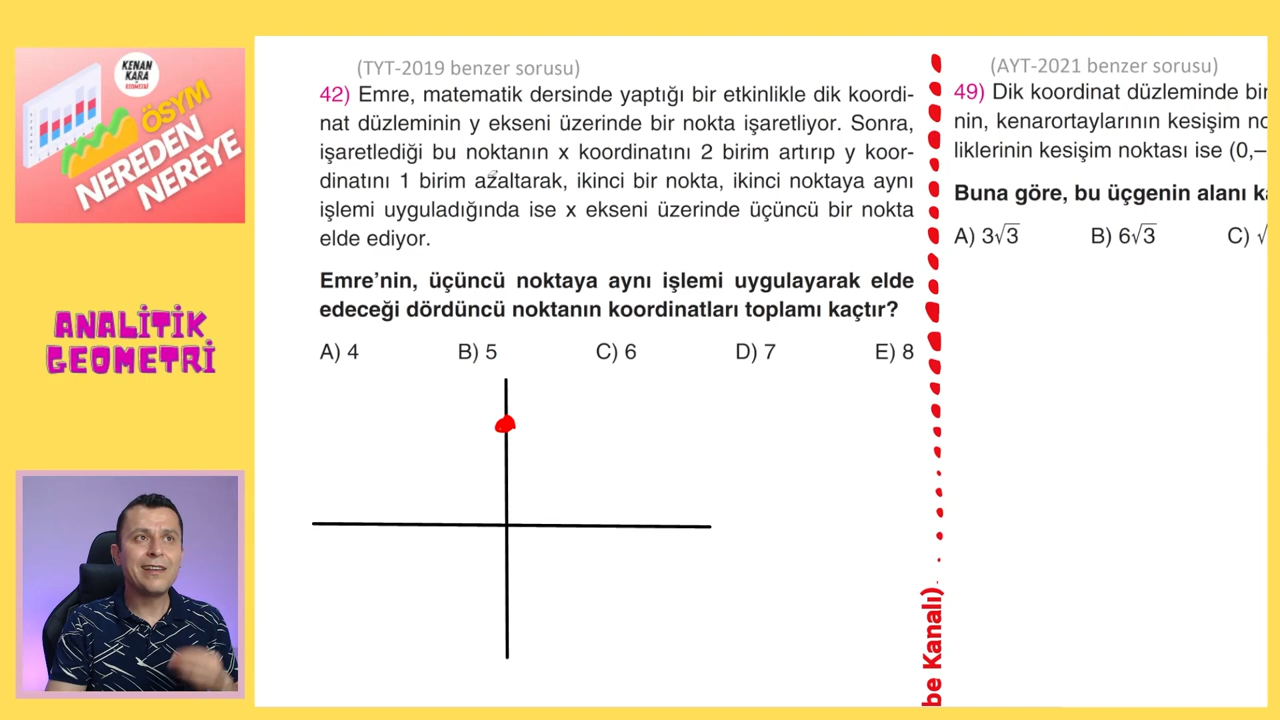 KENAN
KARA
ÖSYM
NEREDEN
NEREYE
ANALİTİK
GEOMETRİ
(TYT-2019 benzer sorusu)
42) Emre, matematik dersinde yaptığı bir etkinlikle dik koordi-
nat düzleminin y ekseni üzerinde bir nokta işaretliyor. Sonra,
işaretlediği bu noktanın x koordinatını 2 birim artırıp y koor-
dinatını 1 birim azaltarak, ikinci bir nokta, ikinci noktaya aynı
işlemi uyguladığında ise x ekseni üzerinde üçüncü bir nokta
elde ediyor.
Emre'nin, üçüncü noktaya aynı işlemi uygulayarak elde
edeceği dördüncü noktanın koordinatları toplamı kaçtır?
A) 4 B) 5 C) 6 D) 7 E) 8
be Kanalı)
(AYT-2021 benzer sorusu)
49) Dik koordinat düzleminde bir
nin, kenarortaylarının kesişim no
liklerinin kesişim noktası ise (0,–
Buna göre, bu üçgenin alanı ka
A) 3√3 B) 6√3 C) √